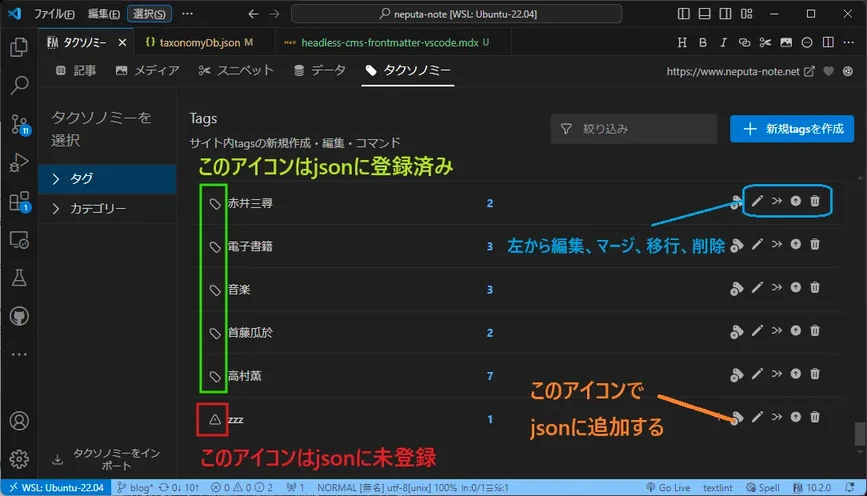 ファイル(F) 編集(E) 選択(S) ··· neputa-note [WSL: Ubuntu-22.04]
タクソノミー taxonomyDb.json M headless-cms-frontmatter-vscode.mdx U
記事 メディア スニペット データ タクソノミー https://www.neputa-note.net
タクソノミーを
選択
タグ
カテゴリー
タクソノミーをイン
ポート
Tags
サイト内tagsの新規作成・編集・コマンド
絞り込み
新規tagsを作成
このアイコンはjsonに登録済み
赤井三尋 2
左から編集、マージ、移行、削除
電子書籍 3
音楽 3
首藤瓜於 2
高村薫 7
このアイコンで
jsonに追加する
zzz 1
このアイコンはjsonに未登録
11
1
WSL: Ubuntu-22.04 blog* 0↓ 10↑ 0 0 2 1 NORMAL [無名] utf-8[unix] 100% ㏑:0/1☰℅:1 Go Live textlint Spell FM 10.2.0